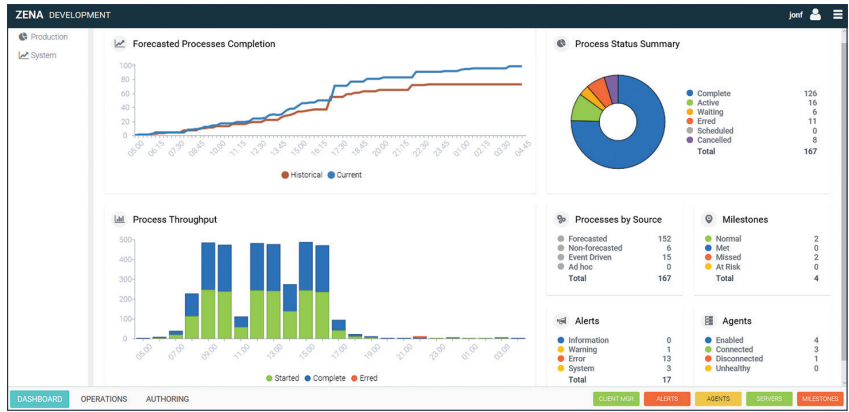 ZENA DEVELOPMENT
jonf
Production
System
Forecasted Processes Completion
100
80
60
40
20
0
05.00 06.15 07.30 08.45 10.00 11.15 12.30 13.45 15.00 16.15 17.30 18.45 20.00 21.15 22.30 23.45 01.00 02.15 03.30 04.45
Historical Current
Process Status Summary
Complete 126
Active 16
Waiting 6
Erred 11
Scheduled 0
Cancelled 8
Total 167
Process Throughput
500
400
300
200
100
0
05.00 07.00 09.00 11.00 13.00 15.00 17.00 19.00 21.00 23.00 01.00 03.00
Started Complete Erred
Processes by Source
Forecasted 152
Non-forecasted 6
Event Driven 15
Ad hoc 0
Total 167
Milestones
Normal 2
Met 0
Missed 2
At Risk 0
Total 4
Alerts
Information 0
Warning 1
Error 13
System 3
Total 17
Agents
Enabled 4
Connected 3
Disconnected 1
Unhealthy 0
DASHBOARD OPERATIONS AUTHORING CLIENT MGR ALERTS AGENTS SERVERS MILESTONES